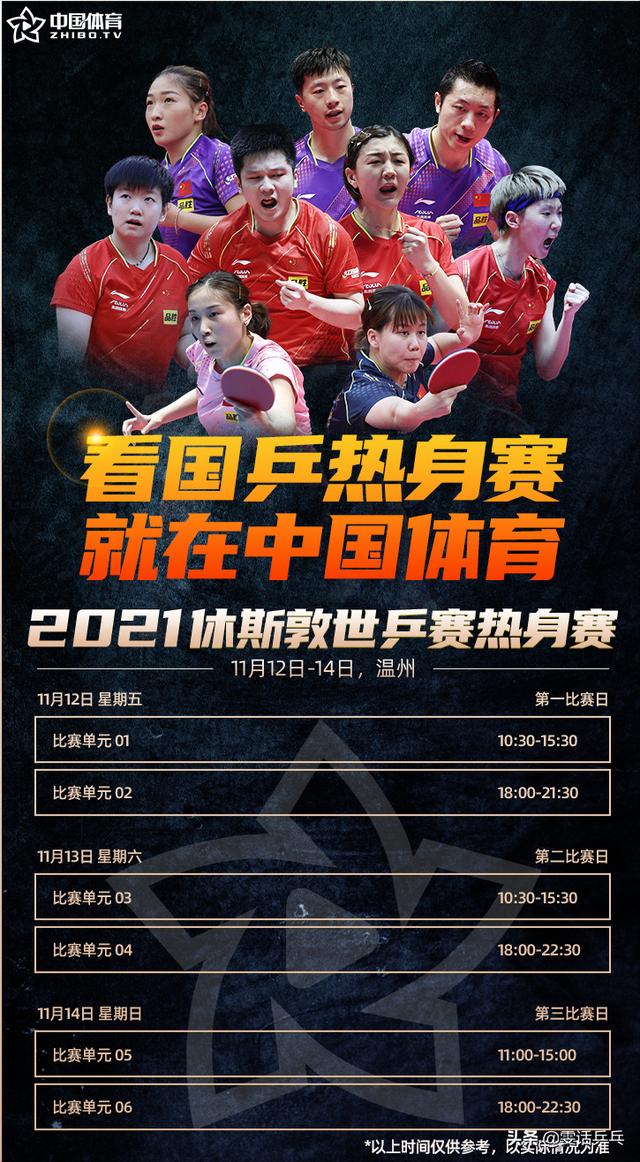 中国体育
ZHIBO.TV
看国乒热身赛
就在中国体育
2021休斯敦世乒赛热身赛
11月12日-14日，温州
11月12日 星期五 第一比赛日
比赛单元 01 10:30-15:30
比赛单元 02 18:00-21:30
11月13日 星期六 第二比赛日
比赛单元 03 10:30-15:30
比赛单元 04 18:00-22:30
11月14日 星期日 第三比赛日
比赛单元 05 11:00-15:00
比赛单元 06 18:00-22:30
*以上时间仅供参考，以实际情况为准
头条 @雯话乒乓